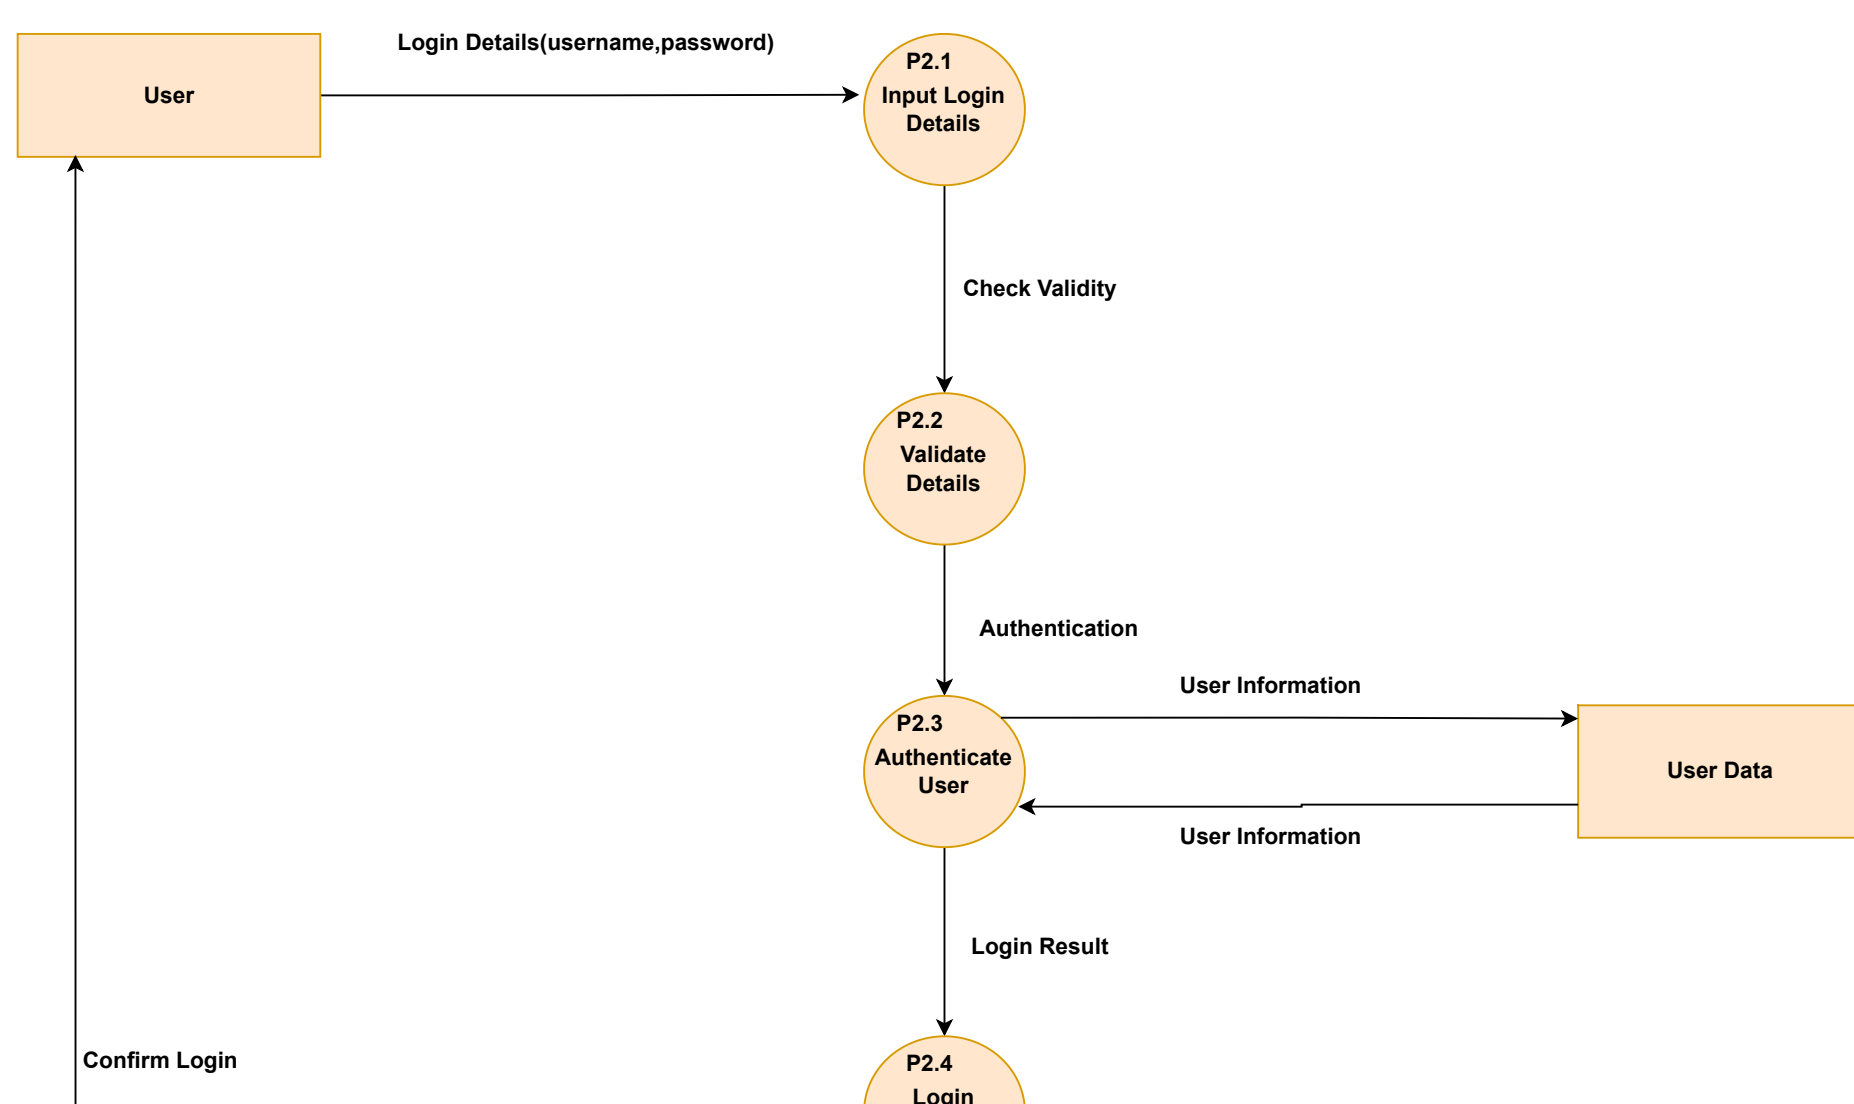 Login Details(username,password)
User
P2.1
Input Login
Details
Check Validity
P2.2
Validate
Details
Authentication
User Information
P2.3
Authenticate
User
User Data
User Information
Login Result
Confirm Login
P2.4
Login